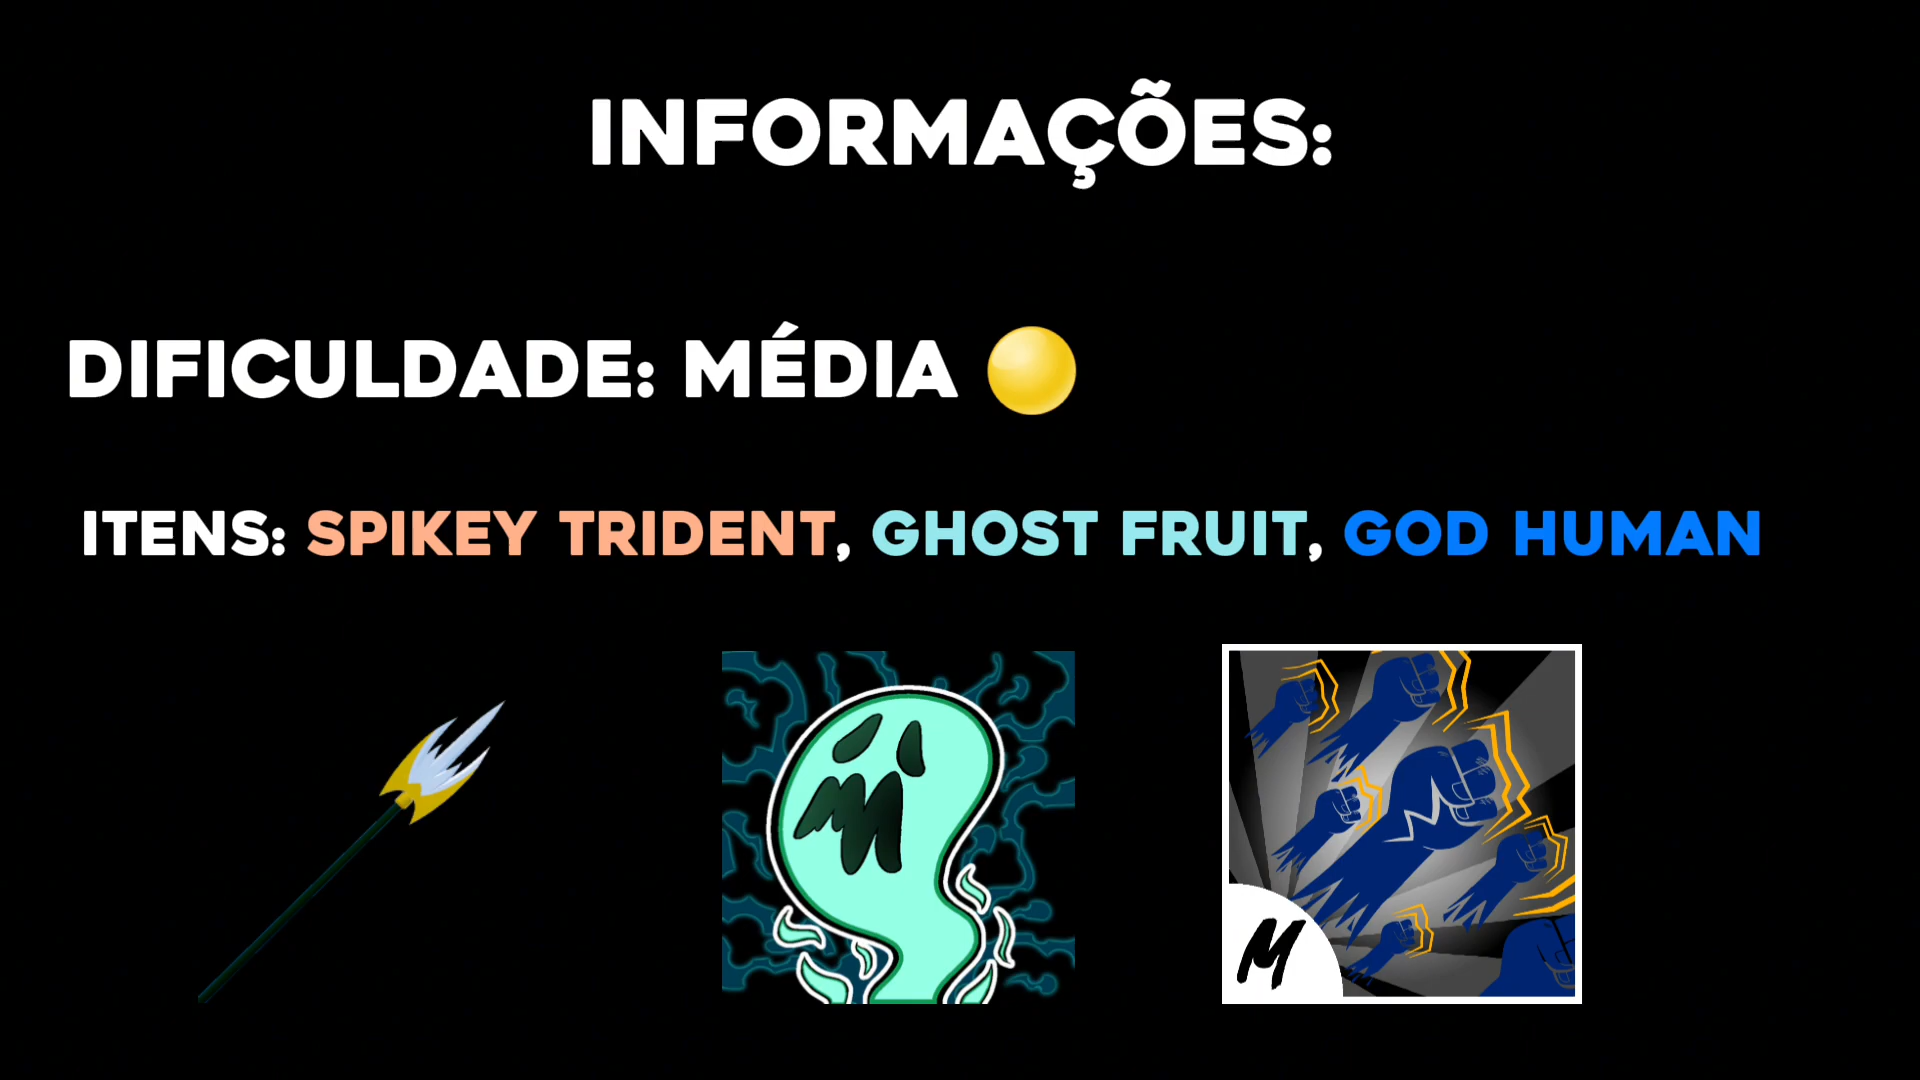 INFORMAÇÕES:
DIFICULDADE: MÉDIA
ITENS: SPIKEY TRIDENT, GHOST FRUIT, GOD HUMAN
M